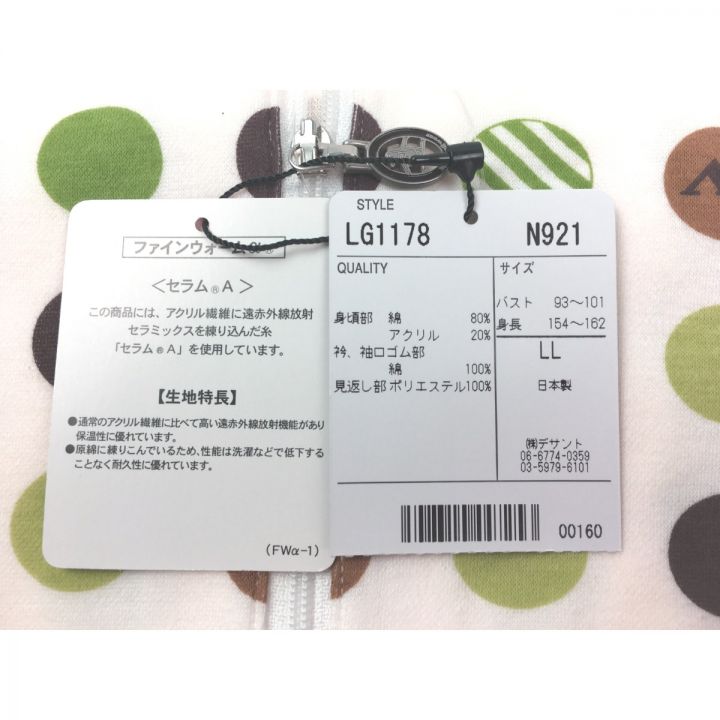 ファインウォームα®
＜セラム®A＞
この商品には、アクリル繊維に遠赤外線放射
セラミックスを練り込んだ糸
「セラム®A」を使用しています。
【生地特長】
●通常のアクリル繊維に比べて高い遠赤外線放射機能があり
保温性に優れています。
●原綿に練りこんでいるため、性能は洗濯などで低下する
ことなく耐久性に優れています。
(FWα-1)
STYLE
LG1178 N921
QUALITY
身頃部 綿 80%
アクリル 20%
衿、袖口ゴム部
綿 100%
見返し部 ポリエステル100%
サイズ
バスト 93～101
身長 154～162
LL
日本製
㈱デサント
06-6774-0359
03-5979-6101
00160